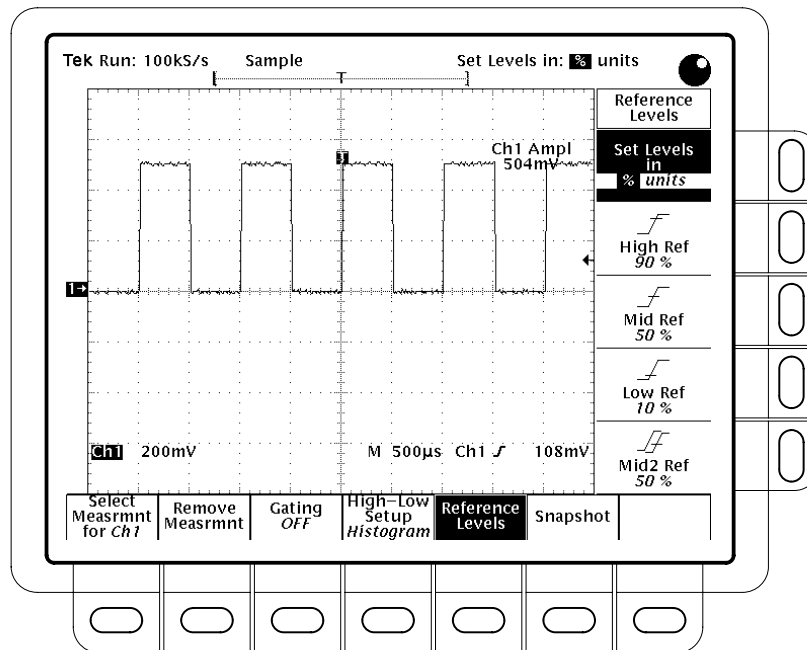 Tek Run: 100kS/s Sample Set Levels in: % units
T
Reference
Levels
Set Levels
in
% units
Ch1 Ampl
504mV
High Ref
90 %
1→
Mid Ref
50 %
Low Ref
10 %
Ch1 200mV M 500µs Ch1 108mV
Mid2 Ref
50 %
Select
Measrmnt
for Ch1
Remove
Measrmnt
Gating
OFF
High–Low
Setup
Histogram
Reference
Levels
Snapshot